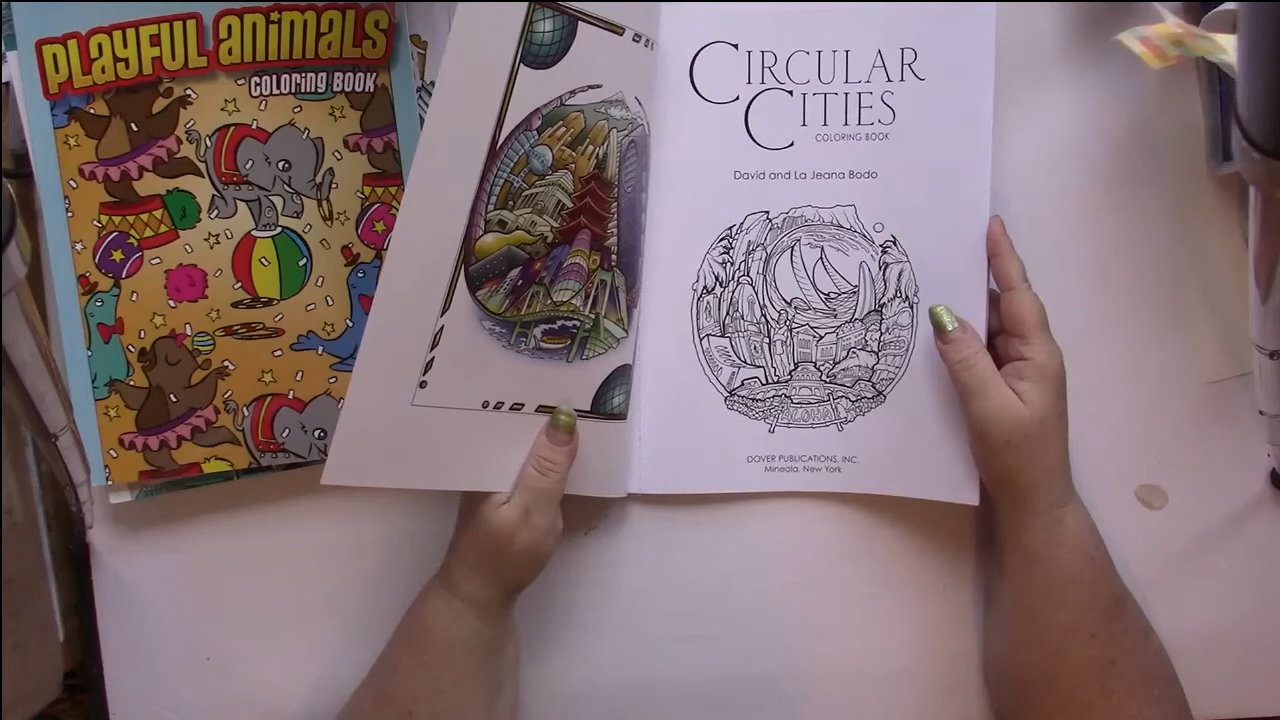 PLAYFUL ANIMALS
COLORING BOOK
CIRCULAR
CITIES
COLORING BOOK
David and La Jeana Bodo
ALOHA
DOVER PUBLICATIONS, INC.
Mineola, New York